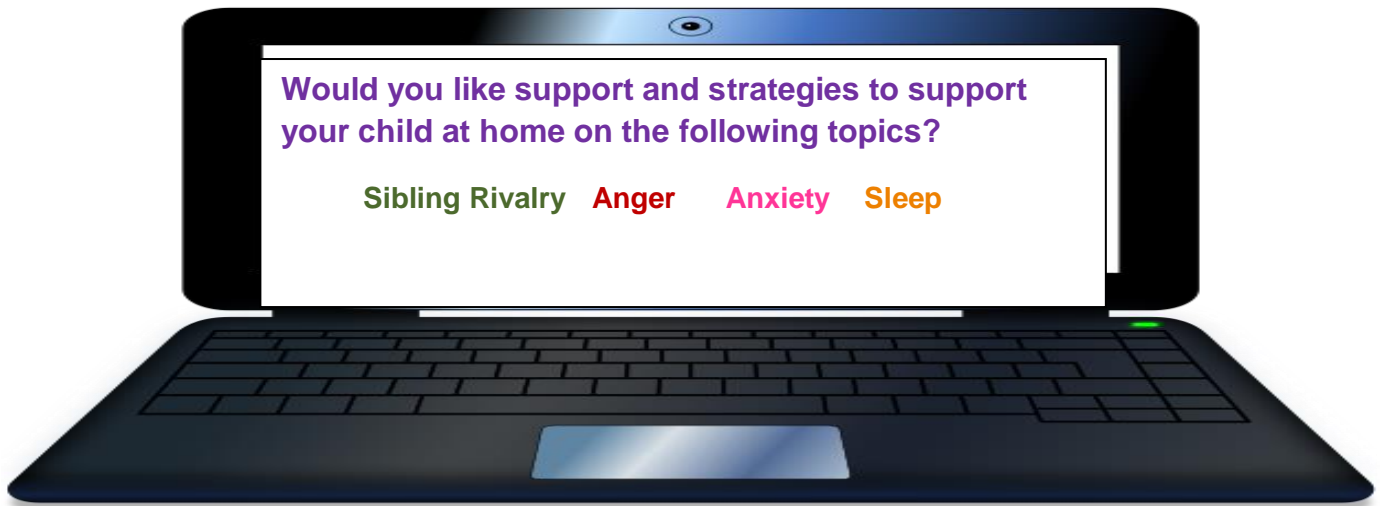 Would you like support and strategies to support
your child at home on the following topics?
Sibling Rivalry Anger Anxiety Sleep